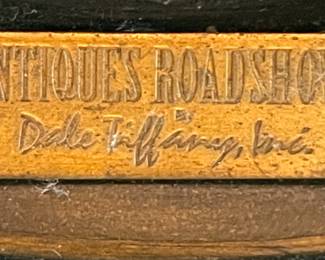 NTIQUES ROADSHO
&
Dale Tiffany, Inc.